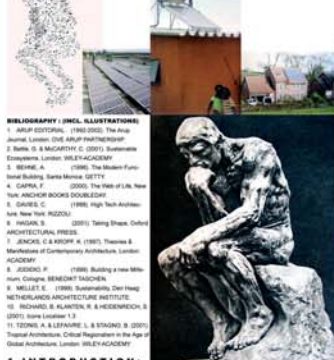 BIBLIOGRAPHY : (INCL. ILLUSTRATIONS)
1. ARUP EDITORIAL. (1992-2002). The Arup
Journal, London: OVE ARUP PARTNERSHIP
2. Battle, G. & McCARTHY, C. (2001). Sustainable
Ecosystems. London: WILEY-ACADEMY
3. BEHNE, A. (1996). The Modern Func-
tional Building, Santa Monica: GETTY.
4. CAPRA, F. (2000). The Web of Life, New
York: ANCHOR BOOKS DOUBLEDAY.
5. DAVIES, C. (1988), High Tech Architec-
ture. New York: RIZZOLI.
6. HAGAN, S. (2001). Taking Shape, Oxford:
ARCHITECTURAL PRESS.
7. JENCKS, C & KROPF, K. (1997), Theories &
Manifestoes of Contemporary Architecture, London:
ACADEMY
8. JODIDIO, P. (1999). Building a new Mille-
nium, Cologne, BENEDIKT TASCHEN.
9. MELLET, E. (1999). Sustainability, Den Haag:
NETHERLANDS ARCHITECTURE INSTITUTE.
10. RICHARD, B, KLANTEN, R. & HEIDENREICH, S.
(2001). Icons Localiser 1.3
11. TZONIS, A. & LEFAIVRE, L. & STAGNO, B. (2001).
Tropical Architecture, Critical Regionalism in the Age of
Global Architecture, London: WILEY-ACADEMY
1 INTRODUCTION: